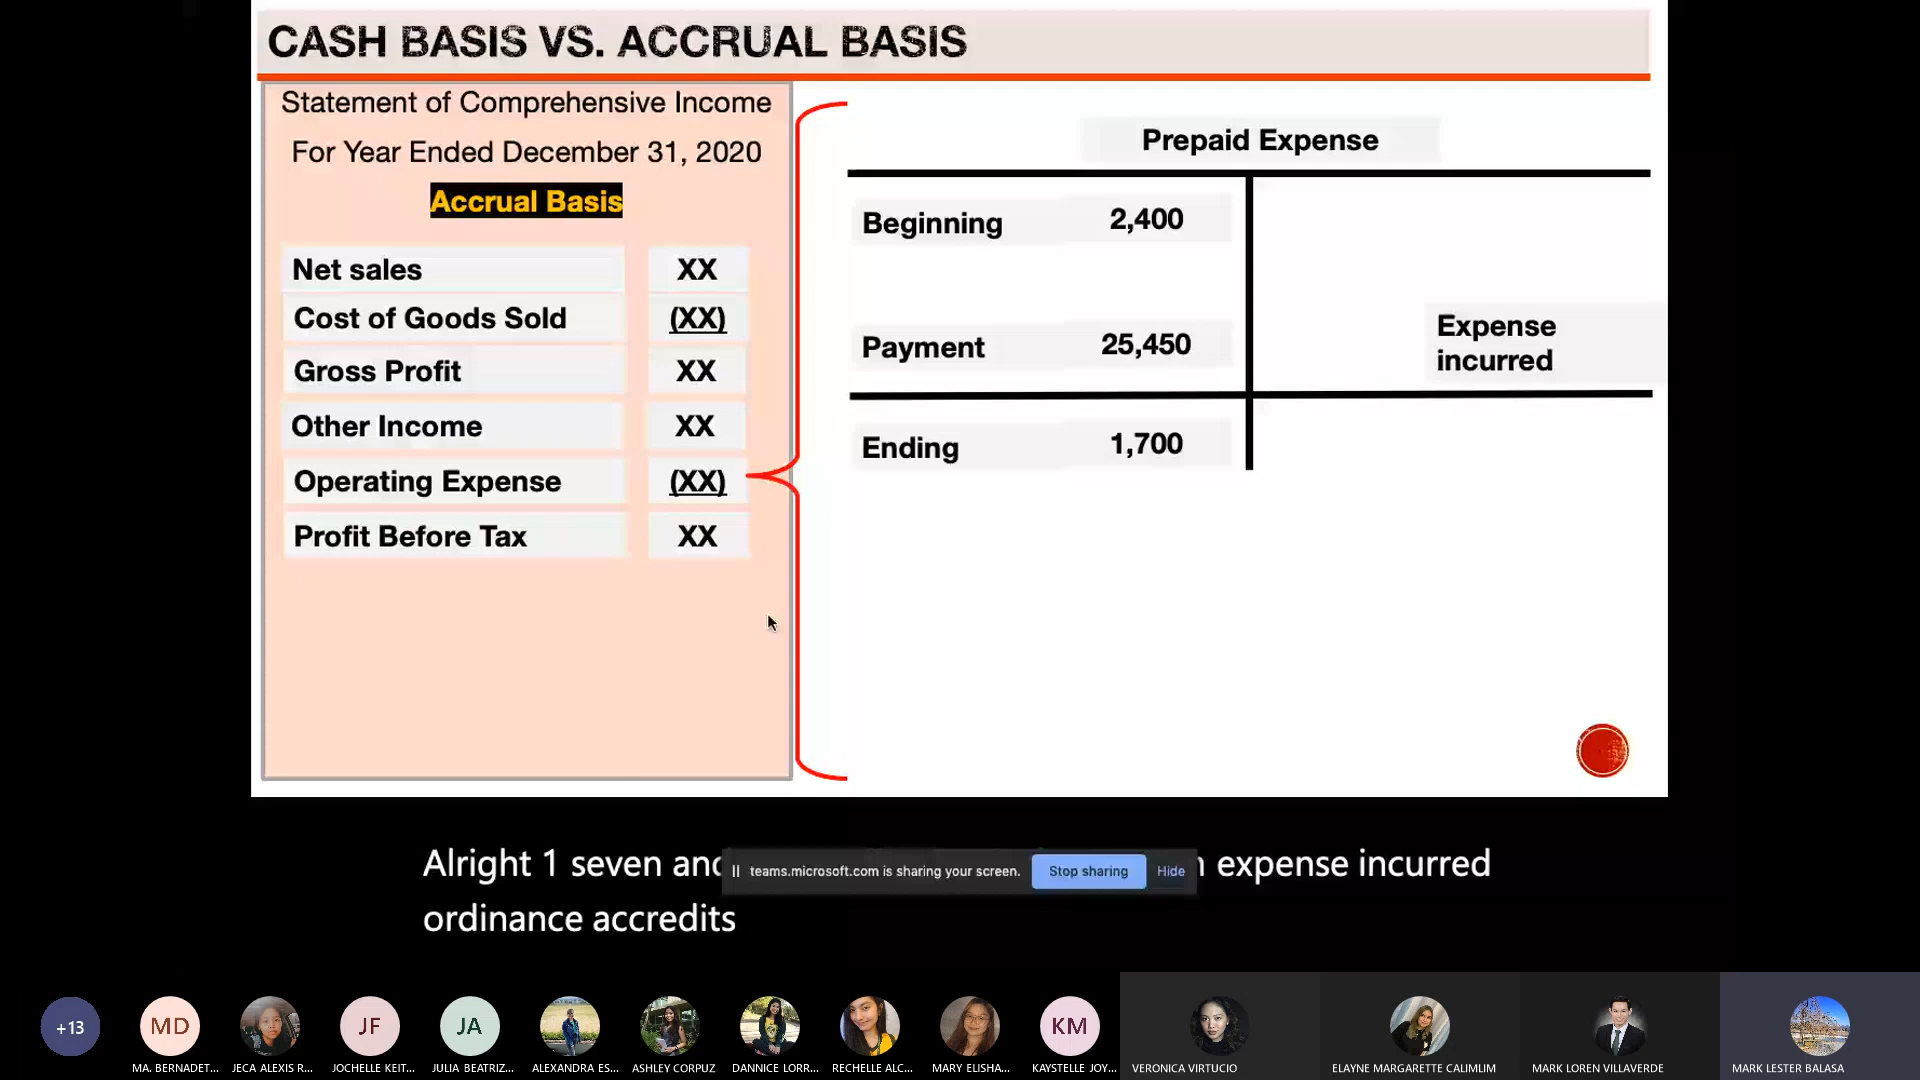 CASH BASIS VS. ACCRUAL BASIS
Statement of Comprehensive Income
For Year Ended December 31, 2020
Accrual Basis
Net sales XX
Cost of Goods Sold (XX)
Gross Profit XX
Other Income XX
Operating Expense (XX)
Profit Before Tax XX
Prepaid Expense
Beginning 2,400
Payment 25,450
Expense
incurred
Ending 1,700
Alright 1 seven and expense incurred
ordinance accredits
teams.microsoft.com is sharing your screen. Stop sharing Hide
+13 MD JF JA KM
MA. BERNADET... JECA ALEXIS R... JOCHELLE KEIT... JULIA BEATRIZ... ALEXANDRA ES... ASHLEY CORPUZ DANNICE LORR... RECHELLE ALC... MARY ELISHA... KAYSTELLE JOY... VERONICA VIRTUCIO ELAYNE MARGARETTE CALIMLIM MARK LOREN VILLAVERDE MARK LESTER BALASA